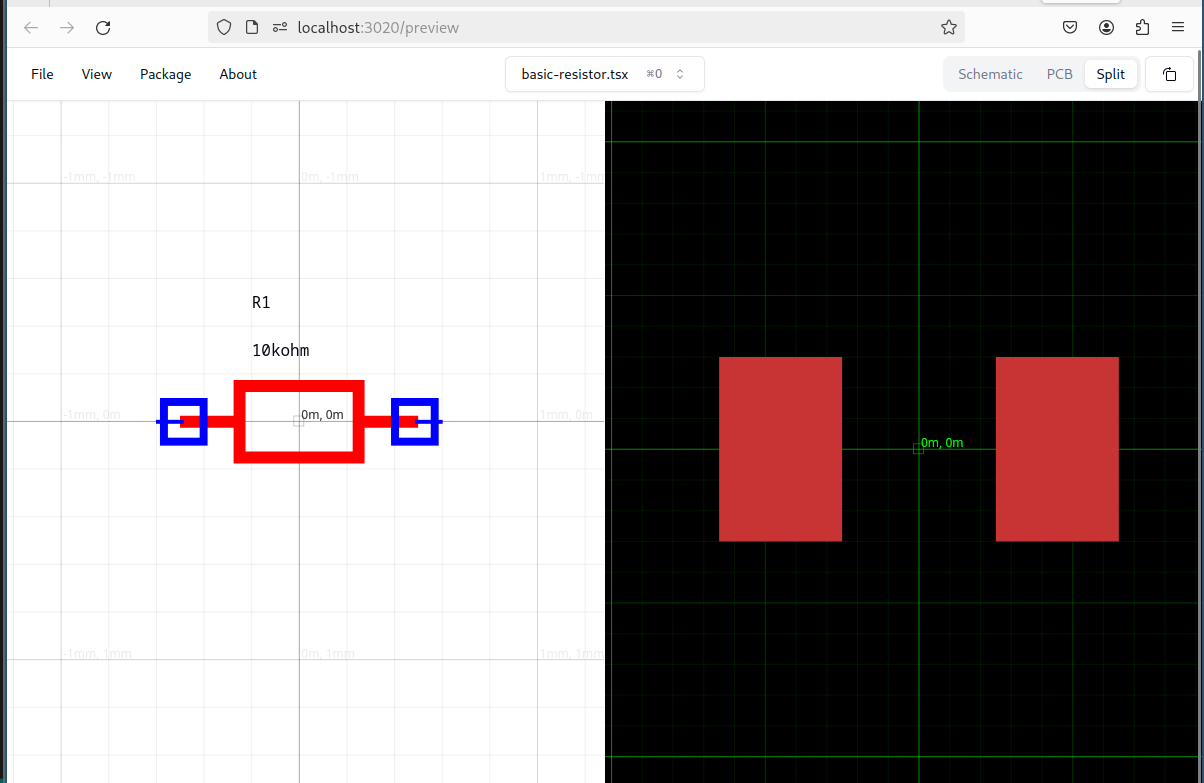 localhost:3020/preview
File View Package About
basic-resistor.tsx ⌘0
Schematic PCB Split
-1mm, -1mm
0m, -1mm
1mm, -1mm
R1
10kohm
-1mm, 0m
0m, 0m
1mm, 0m
0m, 0m
-1mm, 1mm
0m, 1mm
1mm, 1mm